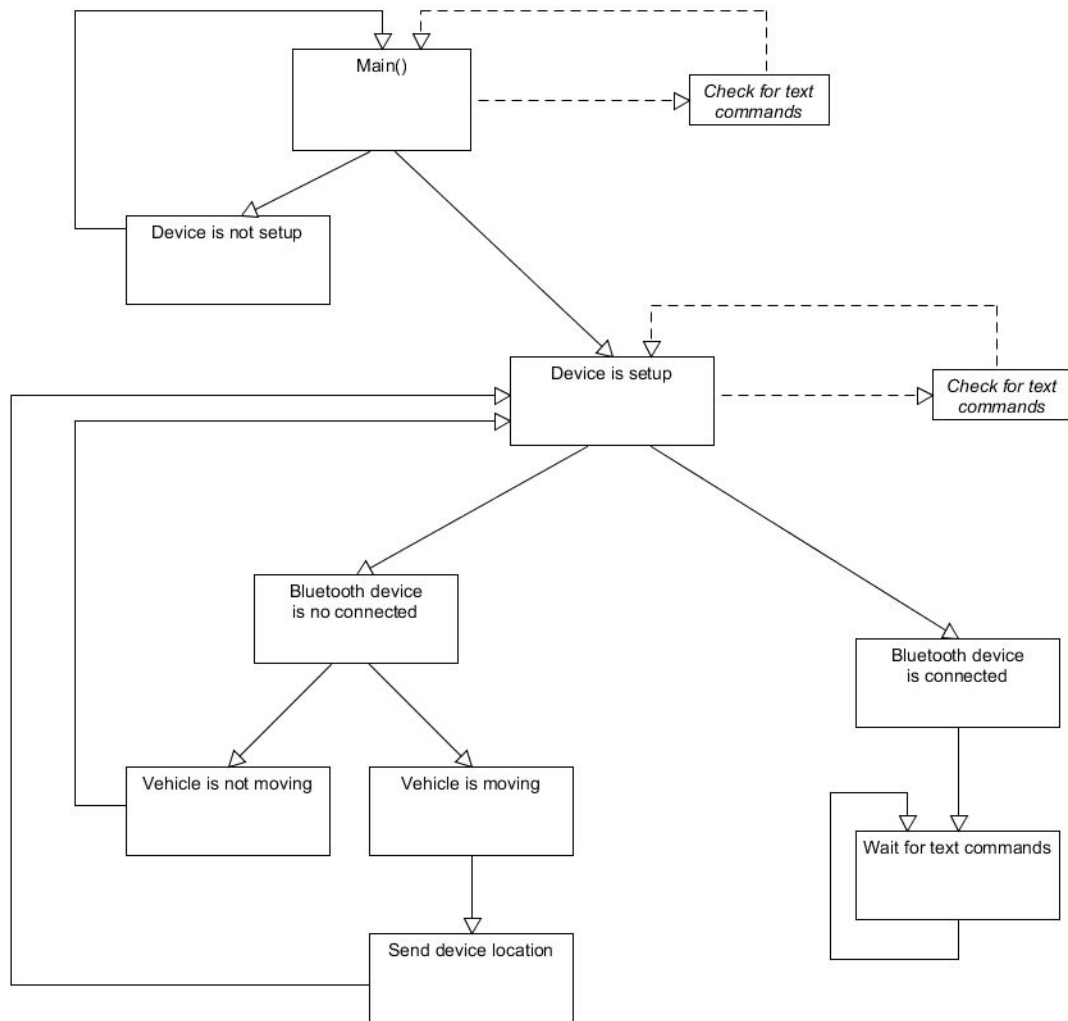 Main()
Check for text
commands
Device is not setup
Device is setup
Check for text
commands
Bluetooth device
is no connected
Bluetooth device
is connected
Vehicle is not moving
Vehicle is moving
Wait for text commands
Send device location